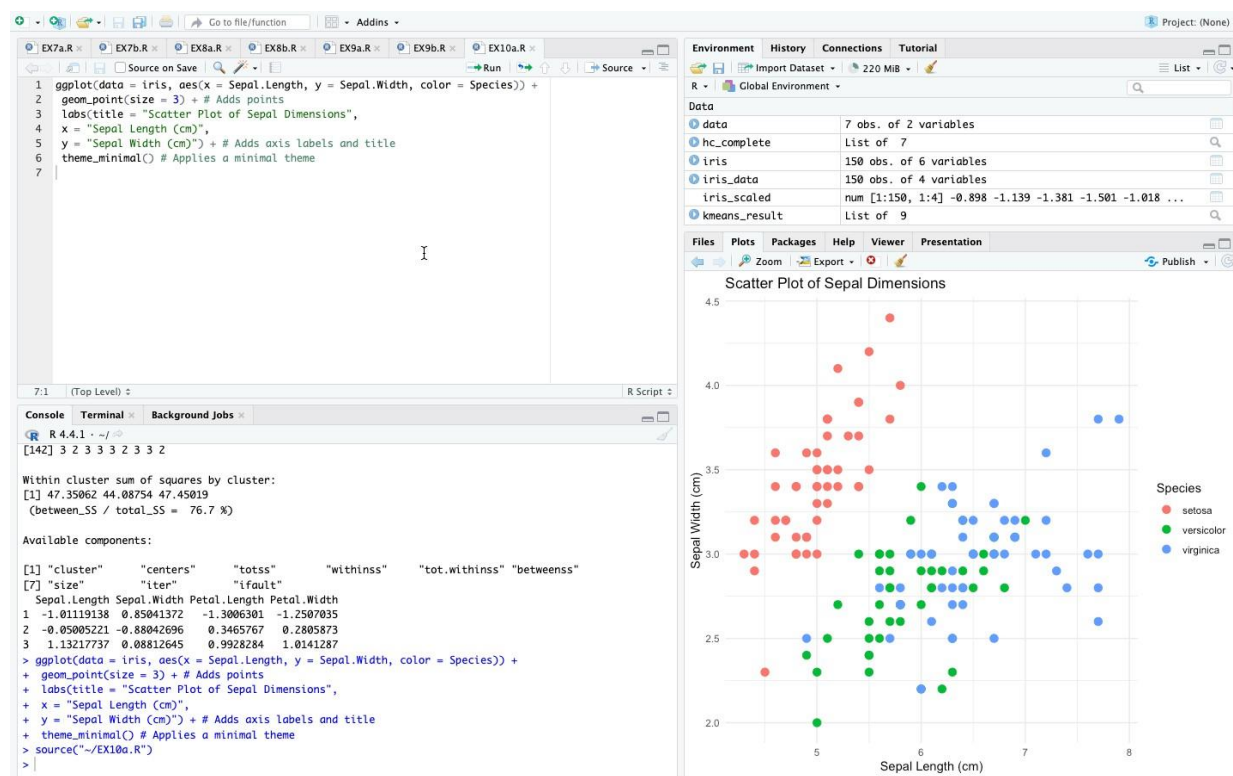 Go to file/function
Addins
Project: (None)
EX7a.R
EX7b.R
EX8a.R
EX8b.R
EX9a.R
EX9b.R
EX10a.R
Source on Save
Run
Source
1 ggplot(data = iris, aes(x = Sepal.Length, y = Sepal.Width, color = Species)) +
2 geom_point(size = 3) + # Adds points
3 labs(title = "Scatter Plot of Sepal Dimensions",
4 x = "Sepal Length (cm)",
5 y = "Sepal Width (cm)") + # Adds axis labels and title
6 theme_minimal() # Applies a minimal theme
7
7:1 (Top Level) R Script
Console Terminal Background Jobs
R 4.4.1 · ~/
[142] 3 2 3 3 3 2 3 3 2
Within cluster sum of squares by cluster:
[1] 47.35062 44.08754 47.45019
(between_SS / total_SS = 76.7 %)
Available components:
[1] "cluster" "centers" "totss" "withinss" "tot.withinss" "betweenss"
[7] "size" "iter" "ifault"
Sepal.Length Sepal.Width Petal.Length Petal.Width
1 -1.01119138 0.85041372 -1.3006301 -1.2507035
2 -0.05005221 -0.88042696 0.3465767 0.2805873
3 1.13217737 0.08812645 0.9928284 1.0141287
> ggplot(data = iris, aes(x = Sepal.Length, y = Sepal.Width, color = Species)) +
+ geom_point(size = 3) + # Adds points
+ labs(title = "Scatter Plot of Sepal Dimensions",
+ x = "Sepal Length (cm)",
+ y = "Sepal Width (cm)") + # Adds axis labels and title
+ theme_minimal() # Applies a minimal theme
> source("~/EX10a.R")
>
Environment History Connections Tutorial
Import Dataset 220 MiB List
R Global Environment
Data
data 7 obs. of 2 variables
hc_complete List of 7
iris 150 obs. of 6 variables
iris_data 150 obs. of 4 variables
iris_scaled num [1:150, 1:4] -0.898 -1.139 -1.381 -1.501 -1.018 ...
kmeans_result List of 9
Files Plots Packages Help Viewer Presentation
Zoom Export Publish
Scatter Plot of Sepal Dimensions
4.5
4.0
3.5
3.0
2.5
2.0
Sepal Width (cm)
5 6 7 8
Sepal Length (cm)
Species
setosa
versicolor
virginica